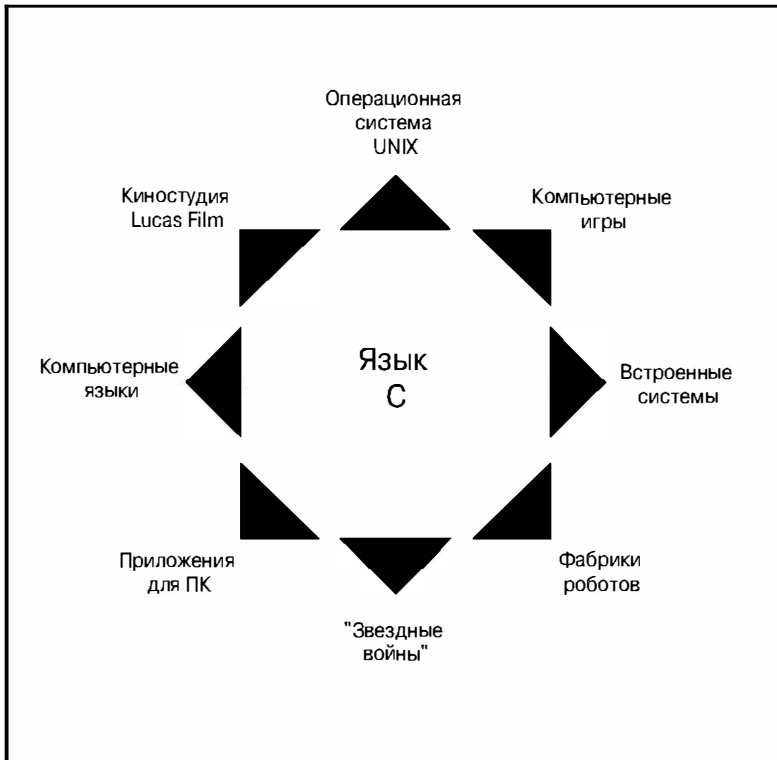 Операционная
система
UNIX
Киностудия
Lucas Film
Компьютерные
игры
Компьютерные
языки
Язык
С
Встроенные
системы
Приложения
для ПК
Фабрики
роботов
"Звездные
войны"